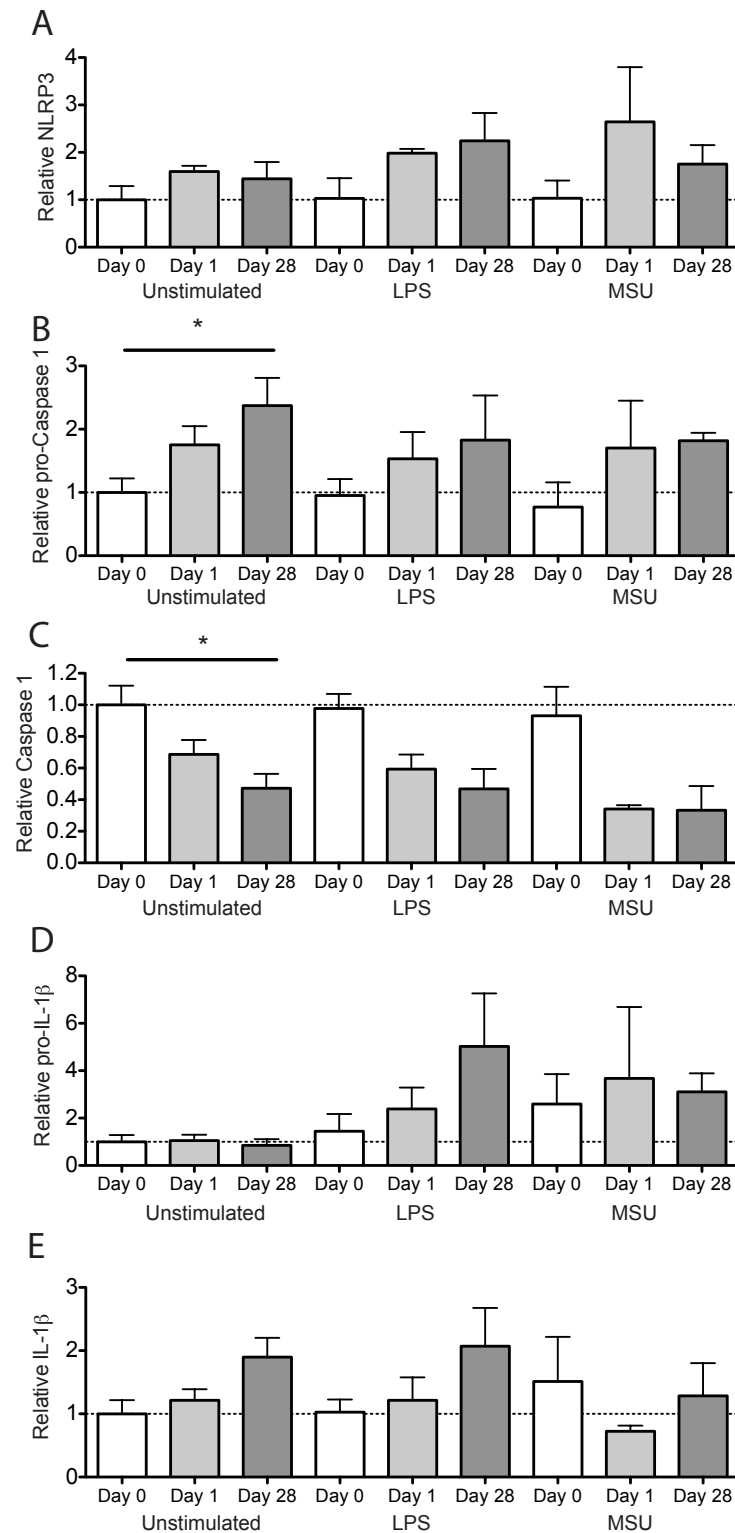 A
Relative NLRP3
4
3
2
1
0
Day 0 Day 1 Day 28 Day 0 Day 1 Day 28 Day 0 Day 1 Day 28
Unstimulated LPS MSU
B
*
Relative pro-Caspase 1
3
2
1
0
Day 0 Day 1 Day 28 Day 0 Day 1 Day 28 Day 0 Day 1 Day 28
Unstimulated LPS MSU
C
*
Relative Caspase 1
1.2
1.0
0.8
0.6
0.4
0.2
0.0
Day 0 Day 1 Day 28 Day 0 Day 1 Day 28 Day 0 Day 1 Day 28
Unstimulated LPS MSU
D
Relative pro-IL-1β
8
6
4
2
0
Day 0 Day 1 Day 28 Day 0 Day 1 Day 28 Day 0 Day 1 Day 28
Unstimulated LPS MSU
E
Relative IL-1β
3
2
1
0
Day 0 Day 1 Day 28 Day 0 Day 1 Day 28 Day 0 Day 1 Day 28
Unstimulated LPS MSU